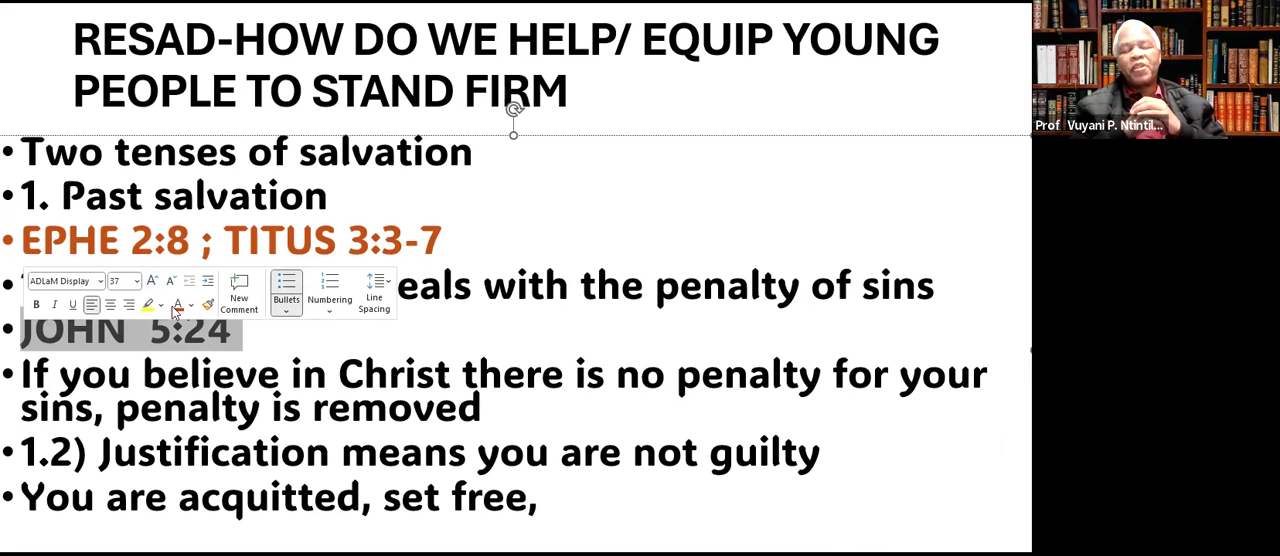 RESAD-HOW DO WE HELP/ EQUIP YOUNG
PEOPLE TO STAND FIRM
• Two tenses of salvation
• 1. Past salvation
• EPHE 2:8 ; TITUS 3:3-7
eals with the penalty of sins
ADLaM Display
37
New
Comment
Bullets
Numbering
Line
Spacing
B I U
• JOHN 5:24
• If you believe in Christ there is no penalty for your
sins, penalty is removed
• 1.2) Justification means you are not guilty
• You are acquitted, set free,
Prof Vuyani P. Ntintil...